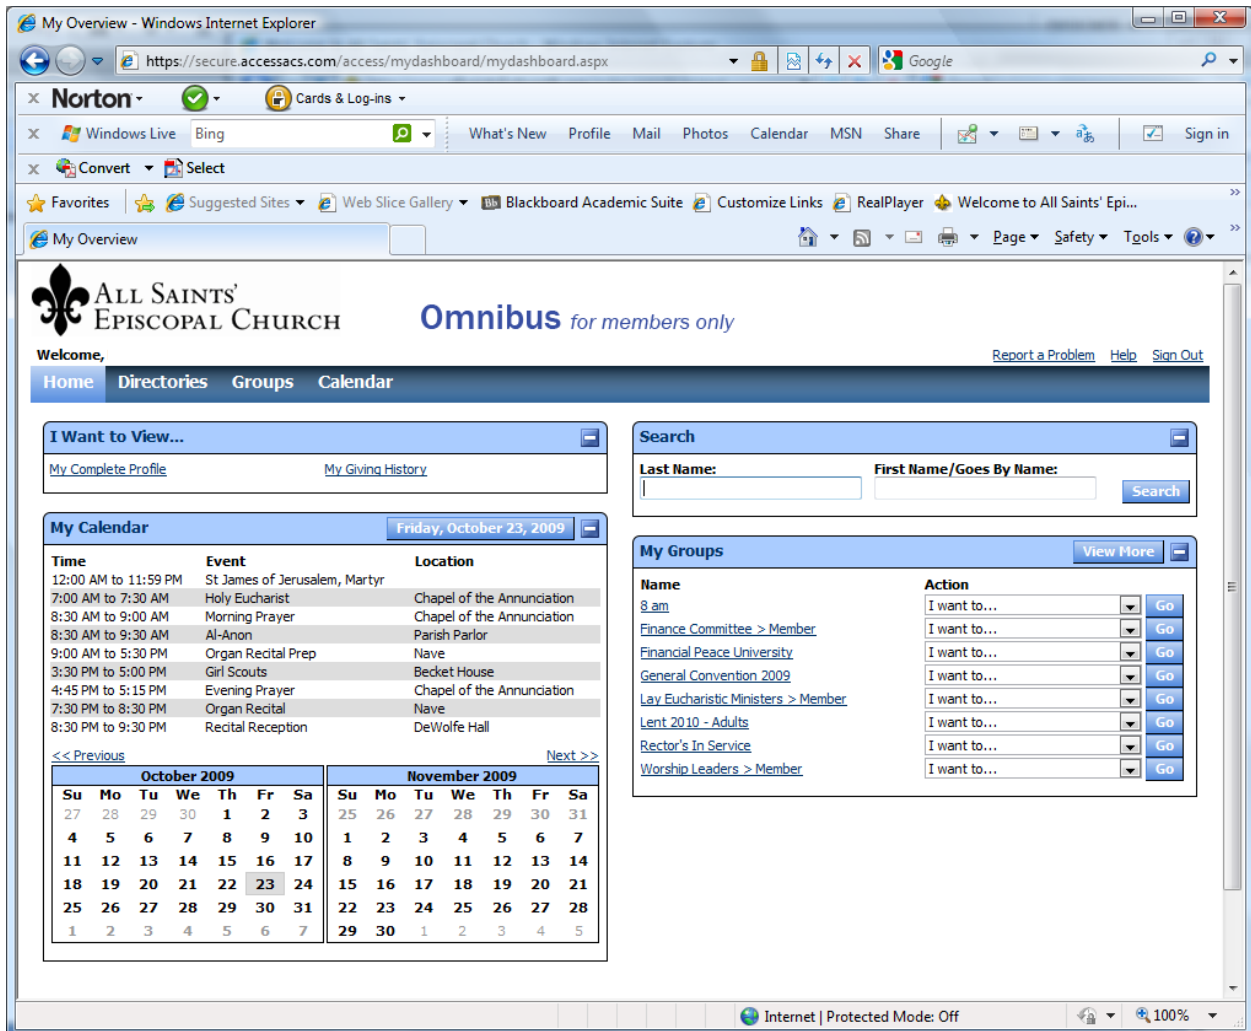 My Overview - Windows Internet Explorer
https://secure.accessacs.com/access/mydashboard/mydashboard.aspx Google
Norton Cards & Log-ins
Windows Live Bing What's New Profile Mail Photos Calendar MSN Share Sign in
Convert Select
Favorites Suggested Sites Web Slice Gallery Bb Blackboard Academic Suite Customize Links RealPlayer Welcome to All Saints' Epi...
My Overview Page Safety Tools
ALL SAINTS'
EPISCOPAL CHURCH
Omnibus for members only
Welcome, Report a Problem Help Sign Out
Home Directories Groups Calendar
I Want to View...
My Complete Profile My Giving History
My Calendar Friday, October 23, 2009
Time Event Location
12:00 AM to 11:59 PM St James of Jerusalem, Martyr
7:00 AM to 7:30 AM Holy Eucharist Chapel of the Annunciation
8:30 AM to 9:00 AM Morning Prayer Chapel of the Annunciation
8:30 AM to 9:30 AM Al-Anon Parish Parlor
9:00 AM to 5:30 PM Organ Recital Prep Nave
3:30 PM to 5:00 PM Girl Scouts Becket House
4:45 PM to 5:15 PM Evening Prayer Chapel of the Annunciation
7:30 PM to 8:30 PM Organ Recital Nave
8:30 PM to 9:30 PM Recital Reception DeWolfe Hall
<< Previous Next >>
October 2009
Su Mo Tu We Th Fr Sa
27 28 29 30 1 2 3
4 5 6 7 8 9 10
11 12 13 14 15 16 17
18 19 20 21 22 23 24
25 26 27 28 29 30 31
1 2 3 4 5 6 7
November 2009
Su Mo Tu We Th Fr Sa
25 26 27 28 29 30 31
1 2 3 4 5 6 7
8 9 10 11 12 13 14
15 16 17 18 19 20 21
22 23 24 25 26 27 28
29 30 1 2 3 4 5
Search
Last Name: First Name/Goes By Name:
Search
My Groups View More
Name Action
8 am I want to... Go
Finance Committee > Member I want to... Go
Financial Peace University I want to... Go
General Convention 2009 I want to... Go
Lay Eucharistic Ministers > Member I want to... Go
Lent 2010 - Adults I want to... Go
Rector's In Service I want to... Go
Worship Leaders > Member I want to... Go
Internet | Protected Mode: Off 100%